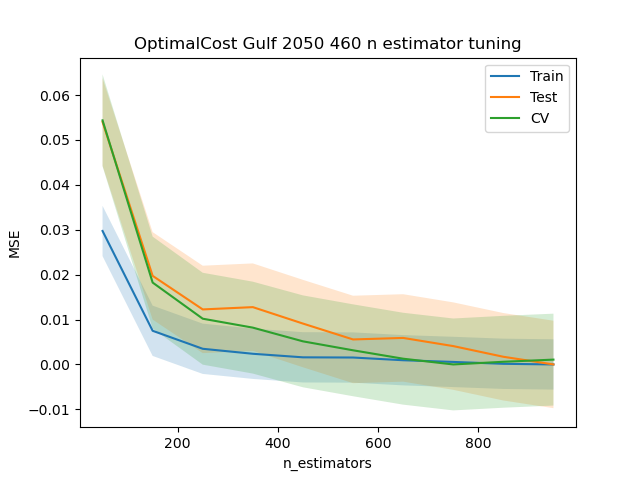 OptimalCost Gulf 2050 460 n estimator tuning
Train
Test
CV
MSE
0.06
0.05
0.04
0.03
0.02
0.01
0.00
−0.01
200 400 600 800
n_estimators